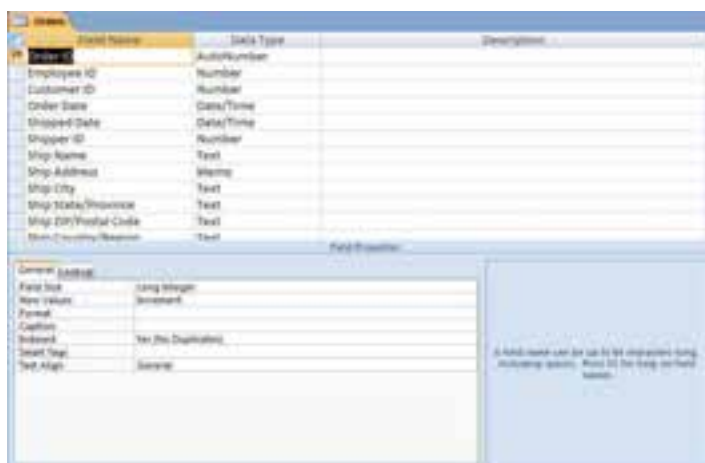 Orders
Field Name Data Type Description
Order ID AutoNumber
Employee ID Number
Customer ID Number
Order Date Date/Time
Shipped Date Date/Time
Shipper ID Number
Ship Name Text
Ship Address Memo
Ship City Text
Ship State/Province Text
Ship ZIP/Postal Code Text
Ship Country/Region Text
Field Properties
General Lookup
Field Size Long Integer
New Values Increment
Format
Caption
Indexed Yes (No Duplicates)
Smart Tags
Text Align General
A field name can be up to 64 characters long,
including spaces. Press F1 for help on field
names.